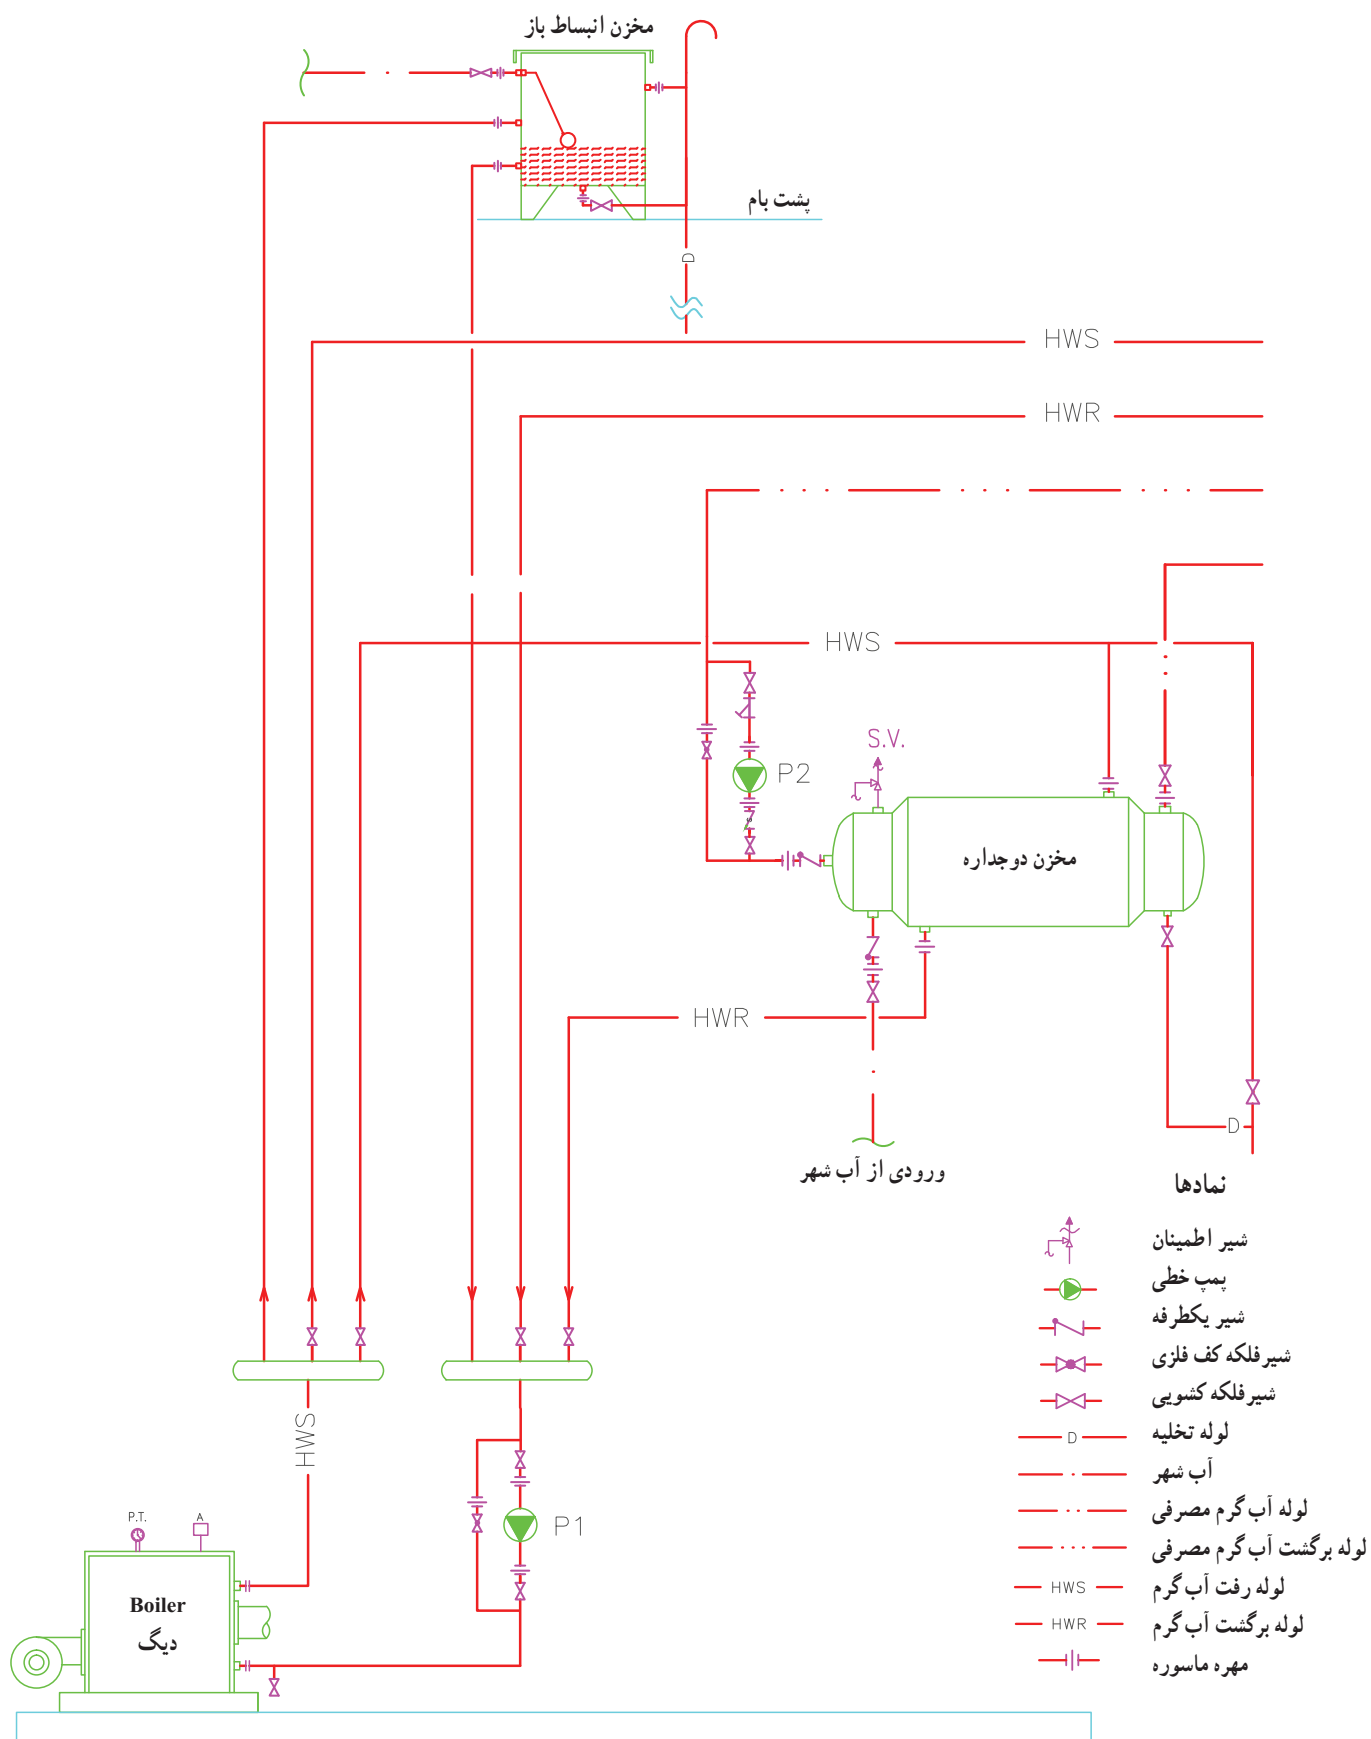 مخزن انبساط باز
پشت بام
D
HWS
HWR
HWS
S.V.
P2
مخزن دوجداره
HWR
D
ورودی از آب شهر
نمادها
شیر اطمینان
پمپ خطی
شیر یکطرفه
شیرفلکه کف فلزی
شیرفلکه کشویی
D لوله تخلیه
آب شهر
لوله آب گرم مصرفی
لوله برگشت آب گرم مصرفی
HWS لوله رفت آب گرم
HWR لوله برگشت آب گرم
مهره ماسوره
HWS
P1
P.T.
A
Boiler
دیگ